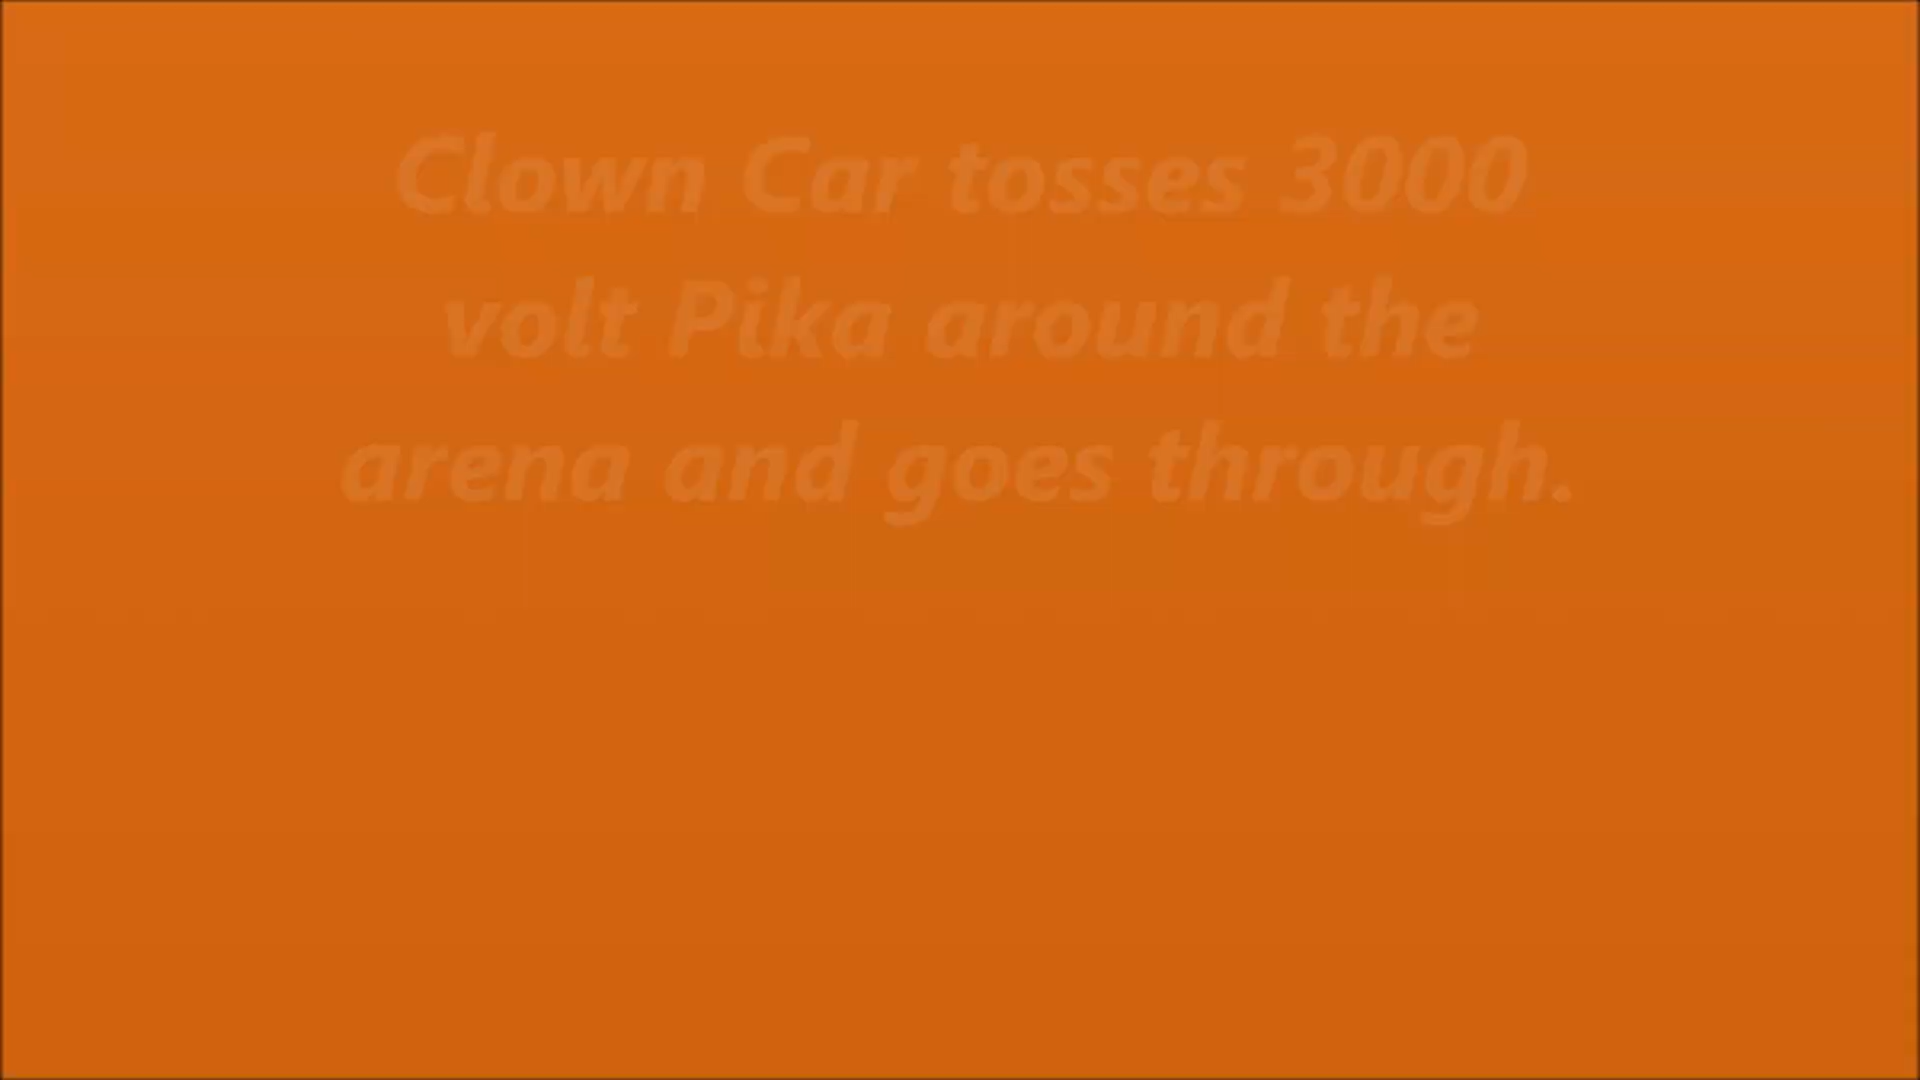 Clown Car tosses 3000
volt Pika around the
arena and goes through.